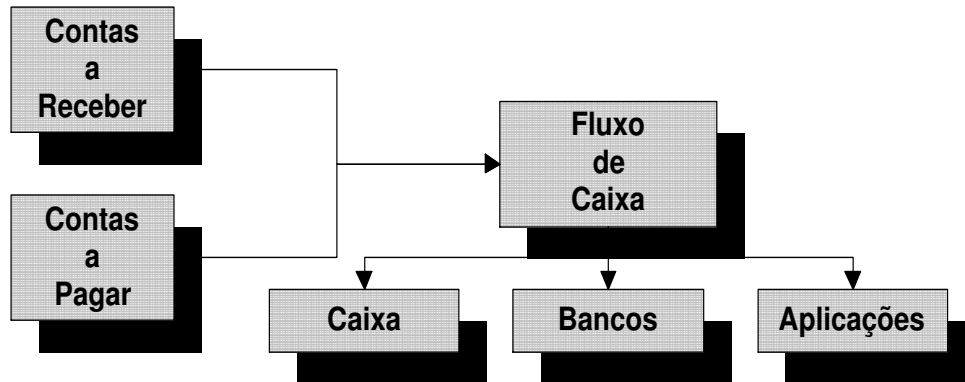 Contas
a
Receber
Fluxo
de
Caixa
Contas
a
Pagar
Caixa
Bancos
Aplicações